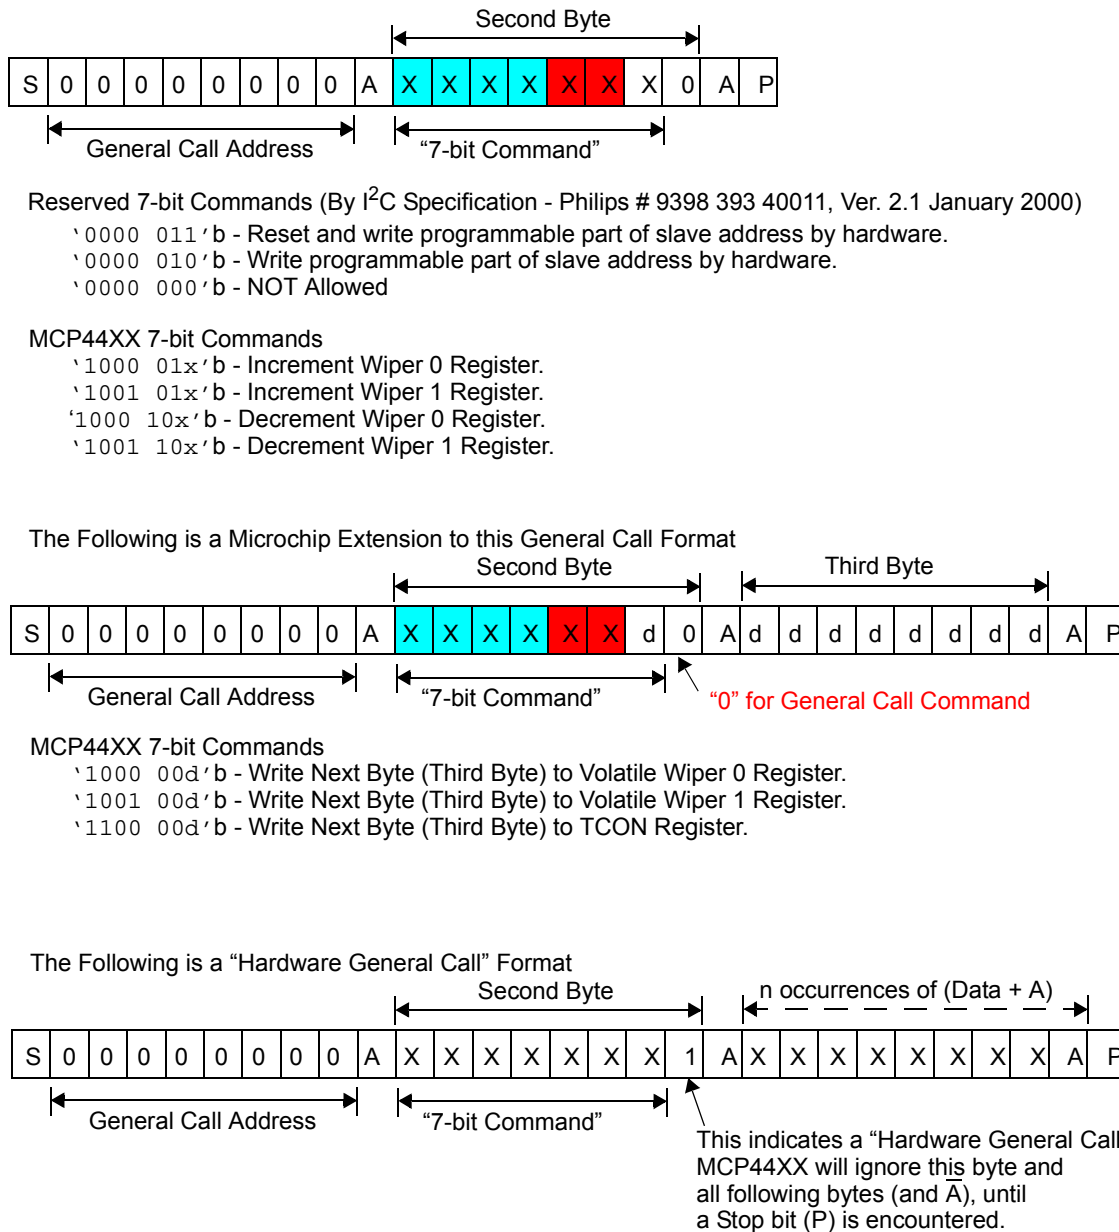 Second Byte
S 0 0 0 0 0 0 0 0 A X X X X X X X 0 A P
General Call Address “7-bit Command”
Reserved 7-bit Commands (By I2C Specification - Philips # 9398 393 40011, Ver. 2.1 January 2000)
‘0000 011’b - Reset and write programmable part of slave address by hardware.
‘0000 010’b - Write programmable part of slave address by hardware.
‘0000 000’b - NOT Allowed
MCP44XX 7-bit Commands
‘1000 01x’b - Increment Wiper 0 Register.
‘1001 01x’b - Increment Wiper 1 Register.
‘1000 10x’b - Decrement Wiper 0 Register.
‘1001 10x’b - Decrement Wiper 1 Register.
The Following is a Microchip Extension to this General Call Format
Second Byte Third Byte
S 0 0 0 0 0 0 0 0 A X X X X X X d 0 A d d d d d d d d A P
General Call Address “7-bit Command” “0” for General Call Command
MCP44XX 7-bit Commands
‘1000 00d’b - Write Next Byte (Third Byte) to Volatile Wiper 0 Register.
‘1001 00d’b - Write Next Byte (Third Byte) to Volatile Wiper 1 Register.
‘1100 00d’b - Write Next Byte (Third Byte) to TCON Register.
The Following is a “Hardware General Call” Format
Second Byte n occurrences of (Data + A)
S 0 0 0 0 0 0 0 0 A X X X X X X X 1 A X X X X X X X X A P
General Call Address “7-bit Command”
This indicates a “Hardware General Call
MCP44XX will ignore this byte and
all following bytes (and A̅), until
a Stop bit (P) is encountered.